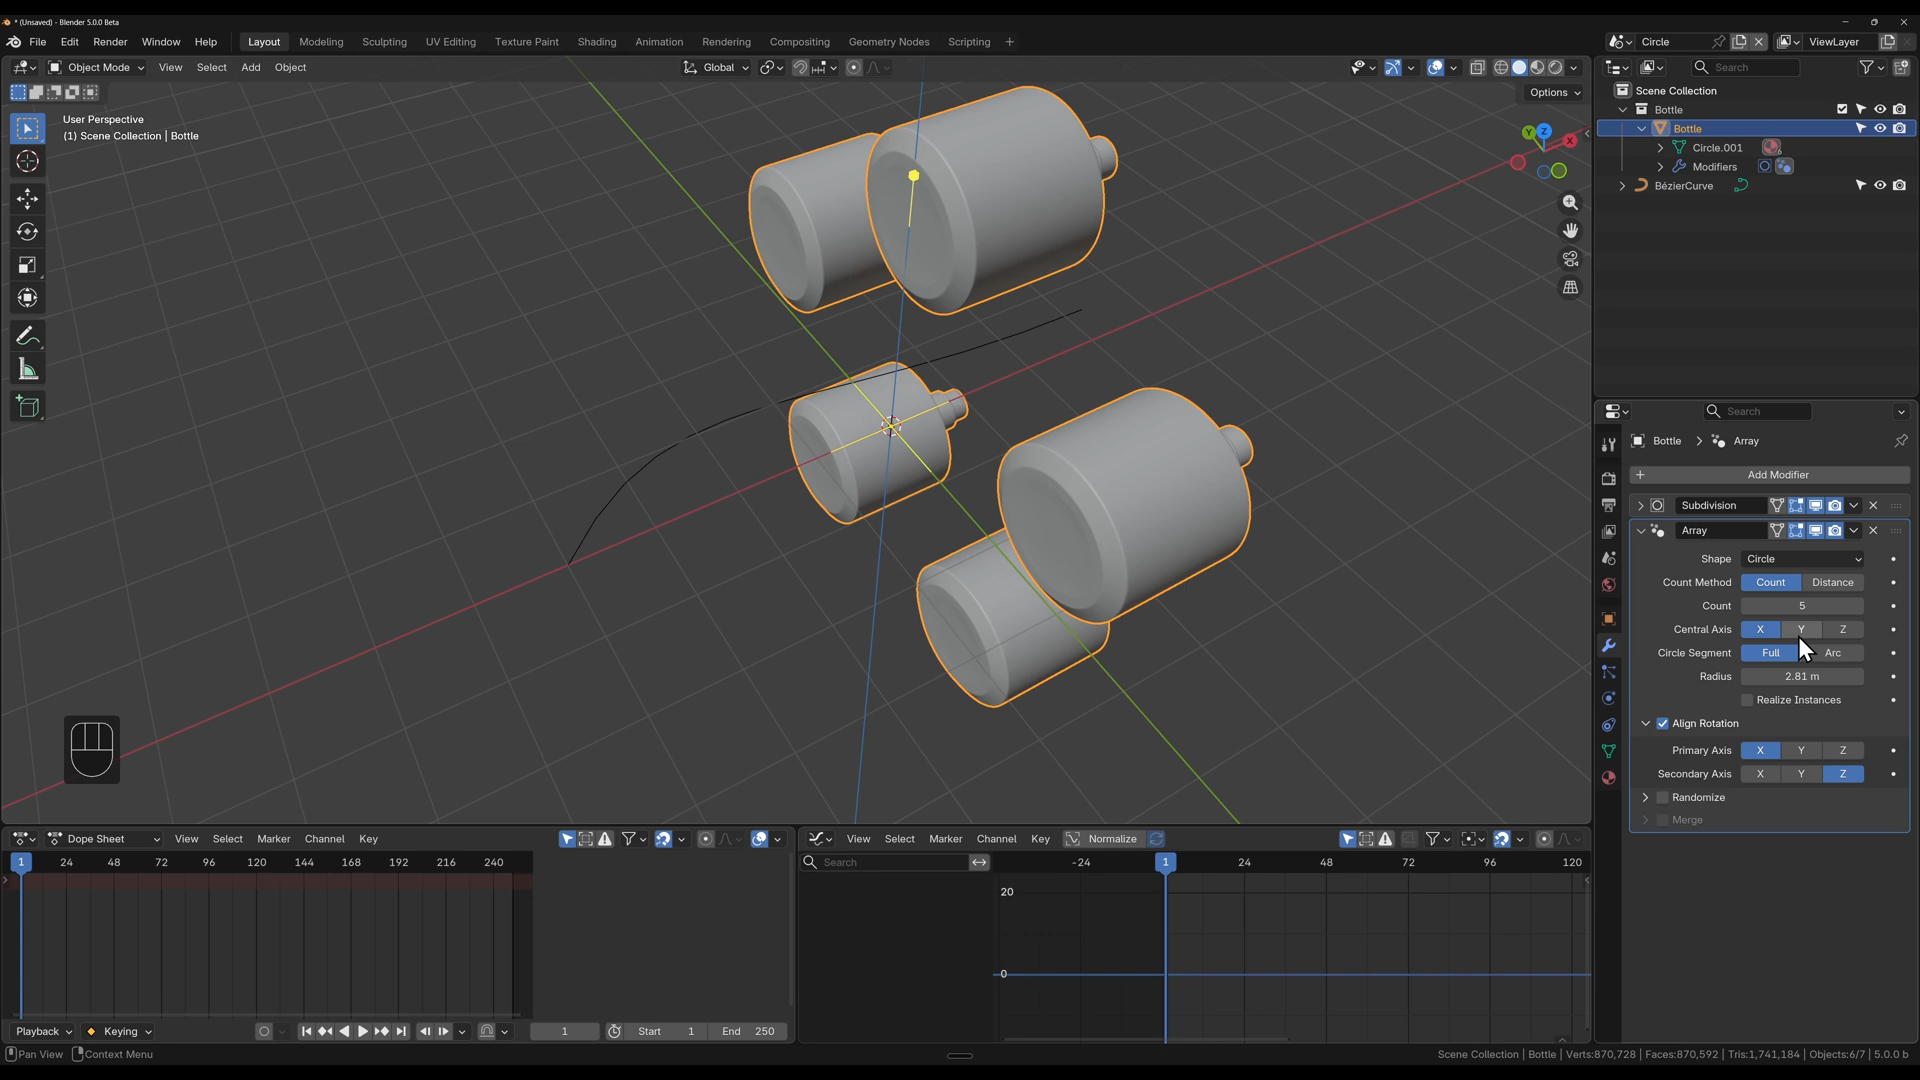 * (Unsaved) - Blender 5.0.0 Beta
File Edit Render Window Help Layout Modeling Sculpting UV Editing Texture Paint Shading Animation Rendering Compositing Geometry Nodes Scripting + Circle ViewLayer
Object Mode View Select Add Object Global Search
Options
User Perspective
(1) Scene Collection | Bottle
Z
Y
X
Scene Collection
Bottle
Bottle
Circle.001
Modifiers
BézierCurve
Search
Bottle > Array
+ Add Modifier
Subdivision
Array
Shape Circle
Count Method Count Distance
Count 5
Central Axis X Y Z
Circle Segment Full Arc
Radius 2.81 m
Realize Instances
Align Rotation
Primary Axis X Y Z
Secondary Axis X Y Z
Randomize
Merge
Dope Sheet View Select Marker Channel Key
1 24 48 72 96 120 144 168 192 216 240
View Select Marker Channel Key Normalize
Search
-24 1 24 48 72 96 120
20
0
Playback Keying 1 Start 1 End 250
Pan View Context Menu
Scene Collection | Bottle | Verts:870,728 | Faces:870,592 | Tris:1,741,184 | Objects:6/7 | 5.0.0 b